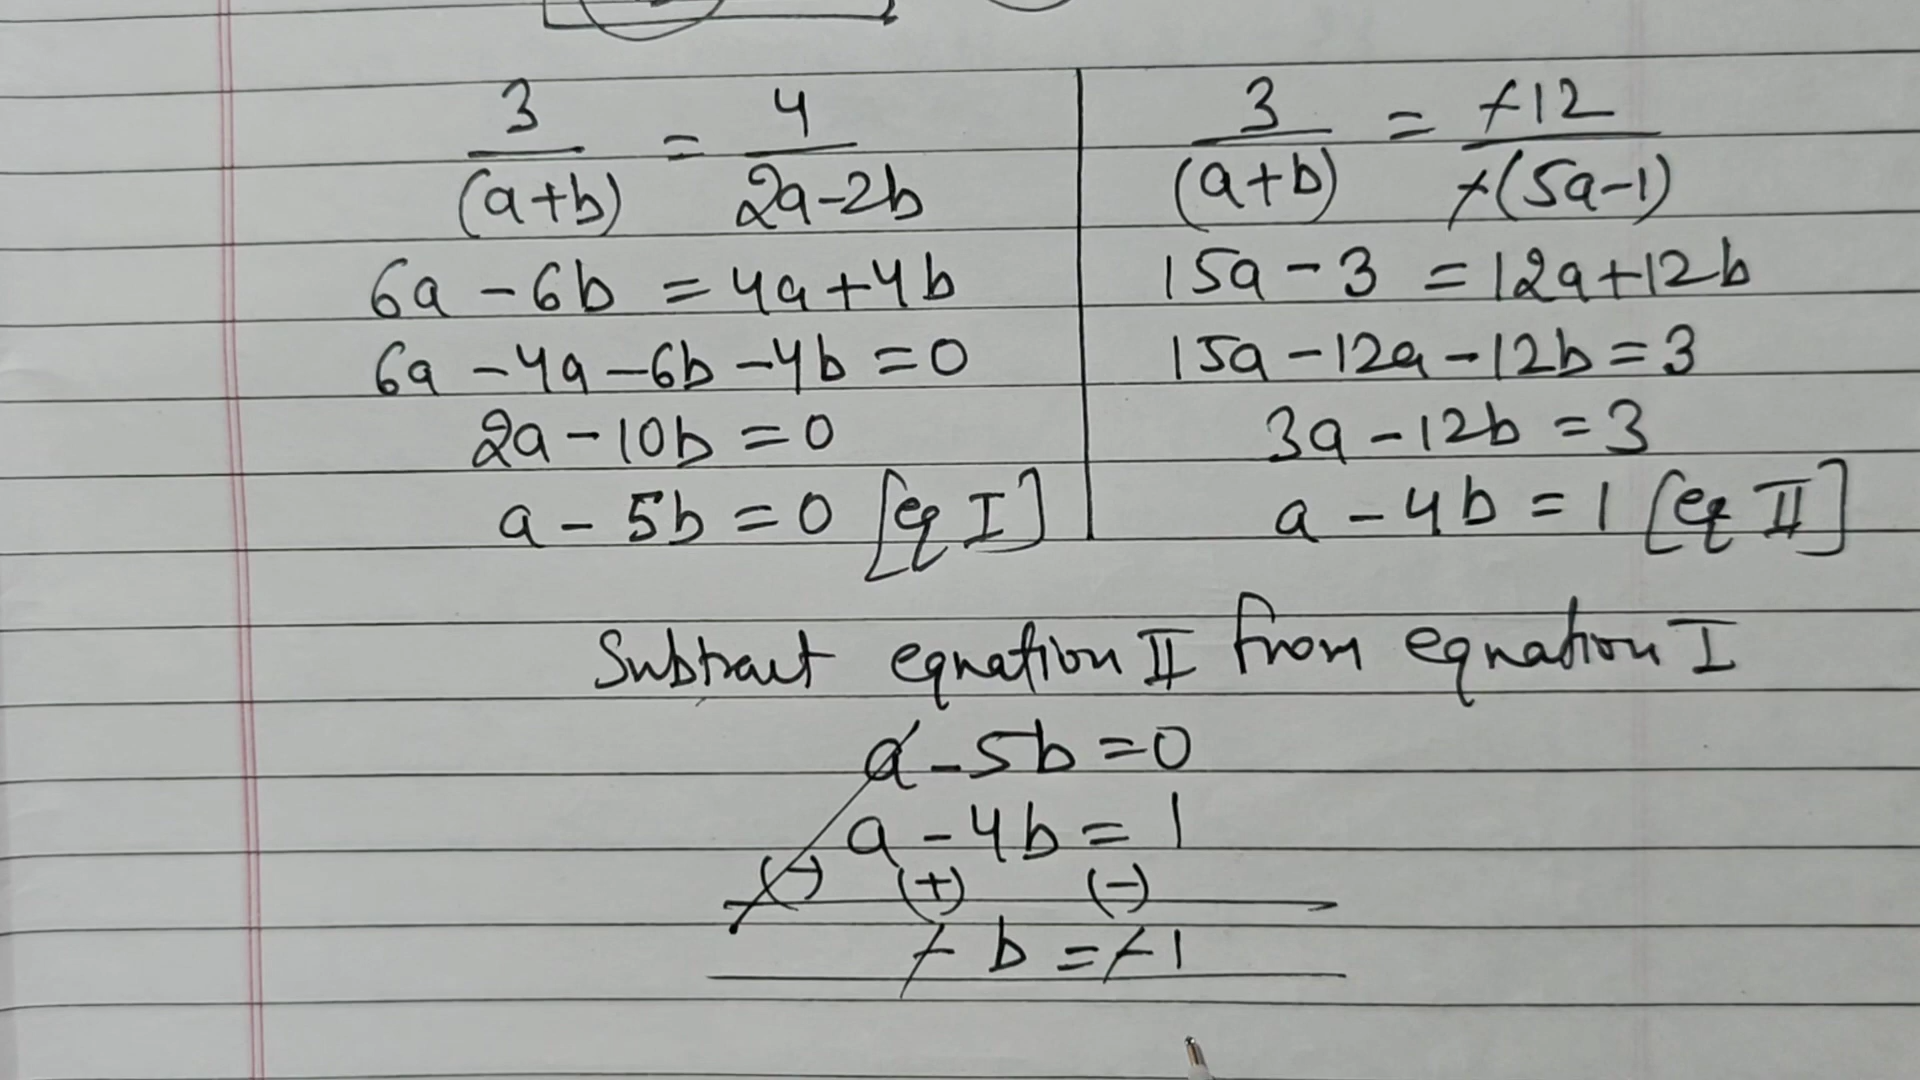 3/(a+b) = 4/(2a-2b)
6a - 6b = 4a + 4b
6a - 4a - 6b - 4b = 0
2a - 10b = 0
a - 5b = 0 [eq I]
3/(a+b) = -12/-(5a-1)
15a - 3 = 12a + 12b
15a - 12a - 12b = 3
3a - 12b = 3
a - 4b = 1 [eq II]
Subtract equation II from equation I
a - 5b = 0
a - 4b = 1
(-) (+) (-)
- b = -1